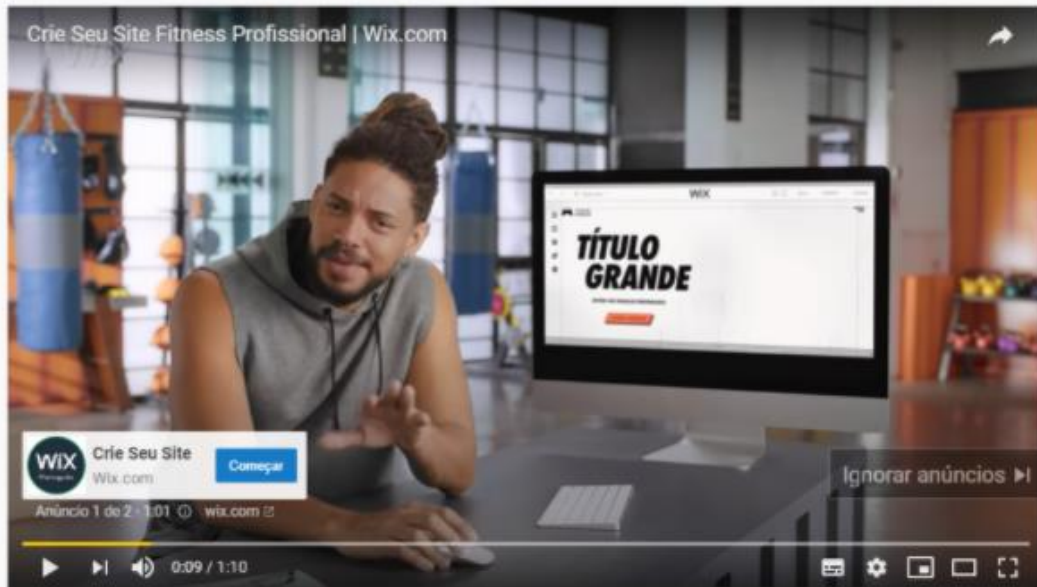 Crie Seu Site Fitness Profissional | Wix.com
WiX
TÍTULO
GRANDE
WiX
Crie Seu Site
Wix.com
Começar
Ignorar anúncios
Anúncio 1 de 2 · 1:01
wix.com
0:09 / 1:10